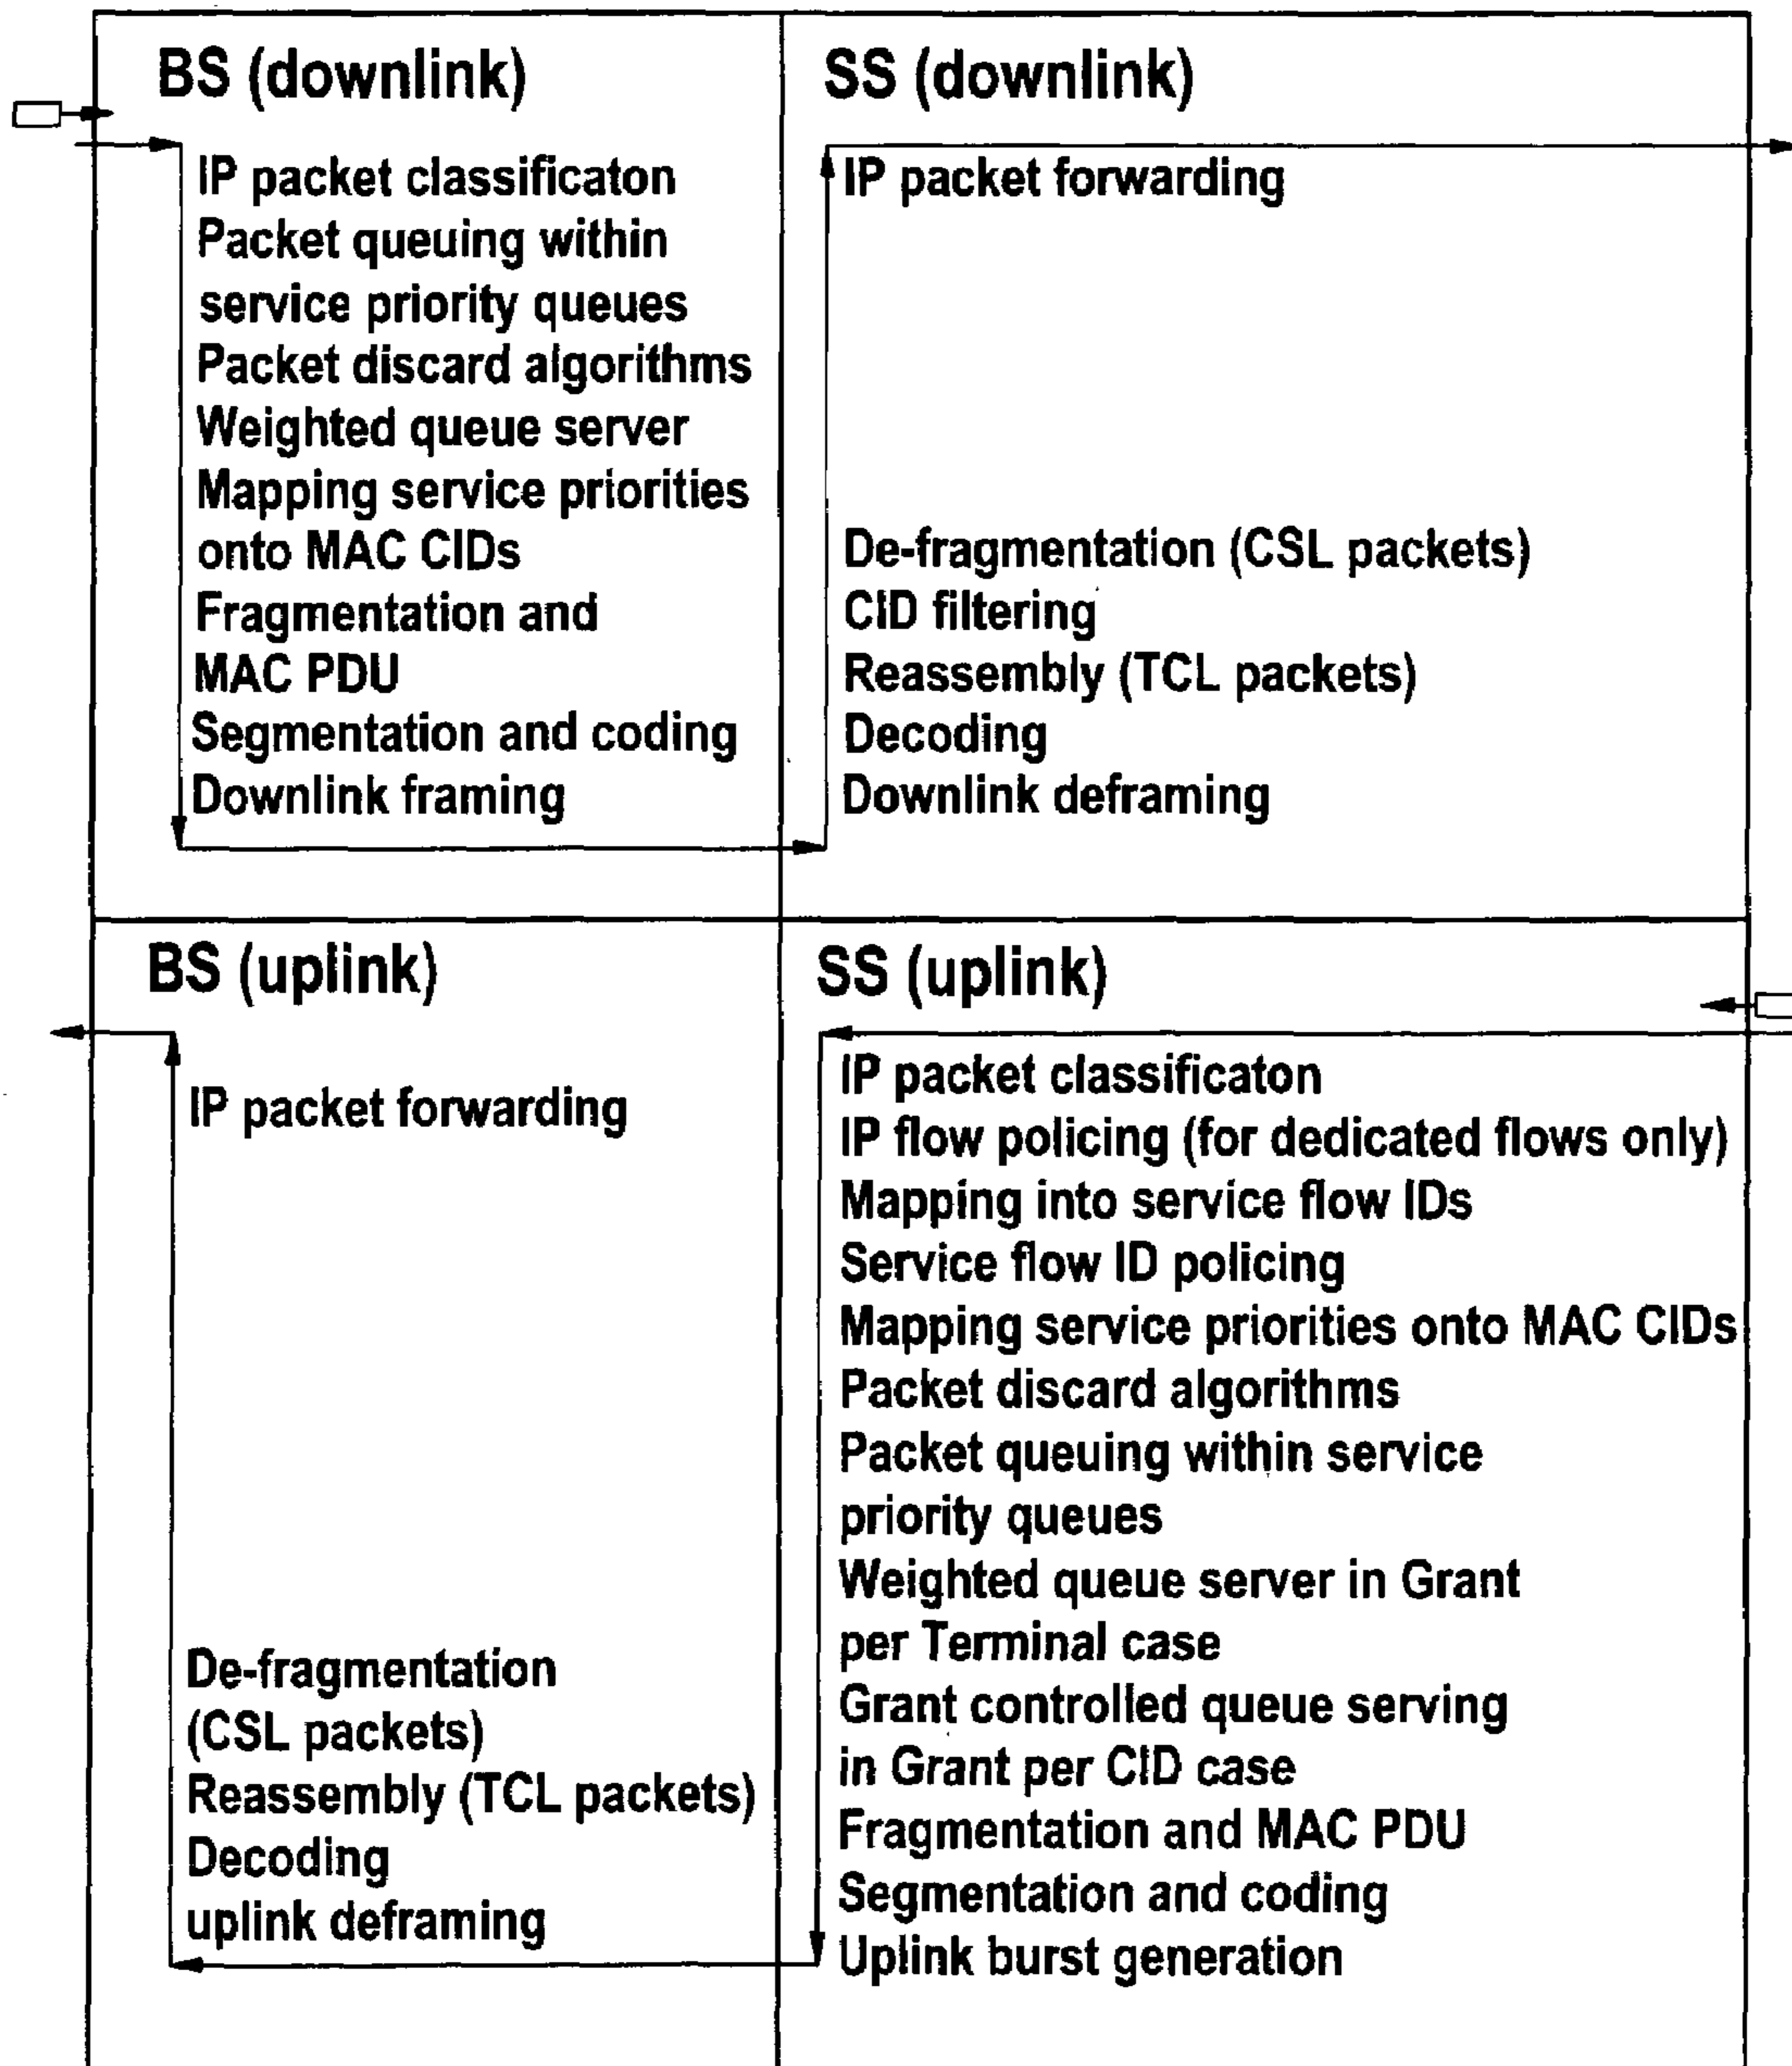 BS (downlink)
IP packet classificaton
Packet queuing within
service priority queues
Packet discard algorithms
Weighted queue server
Mapping service priorities
onto MAC CIDs
Fragmentation and
MAC PDU
Segmentation and coding
Downlink framing
SS (downlink)
IP packet forwarding
De-fragmentation (CSL packets)
CID filtering
Reassembly (TCL packets)
Decoding
Downlink deframing
BS (uplink)
IP packet forwarding
De-fragmentation
(CSL packets)
Reassembly (TCL packets)
Decoding
uplink deframing
SS (uplink)
IP packet classificaton
IP flow policing (for dedicated flows only)
Mapping into service flow IDs
Service flow ID policing
Mapping service priorities onto MAC CIDs
Packet discard algorithms
Packet queuing within service
priority queues
Weighted queue server in Grant
per Terminal case
Grant controlled queue serving
in Grant per CID case
Fragmentation and MAC PDU
Segmentation and coding
Uplink burst generation